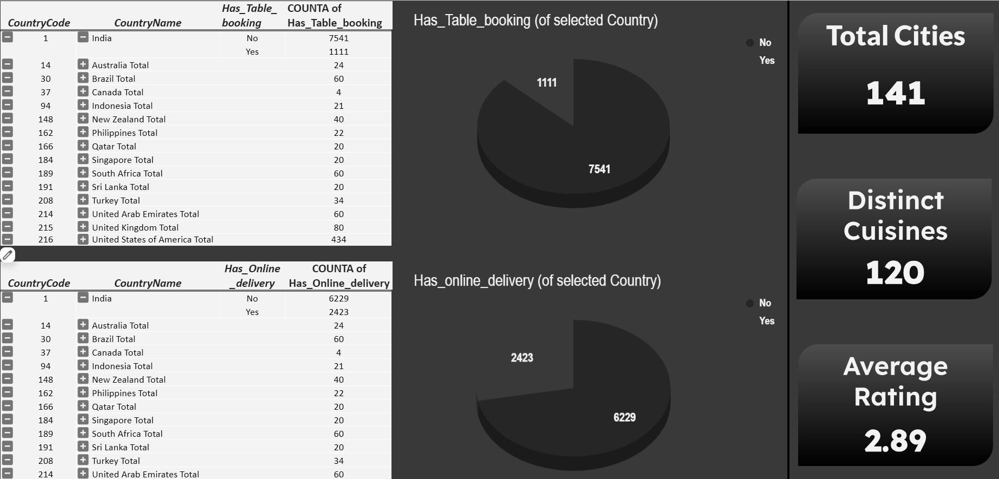 CountryCode CountryName Has_Table_ booking COUNTA of Has_Table_booking
1 India No 7541
Yes 1111
14 Australia Total 24
30 Brazil Total 60
37 Canada Total 4
94 Indonesia Total 21
148 New Zealand Total 40
162 Philippines Total 22
166 Qatar Total 20
184 Singapore Total 20
189 South Africa Total 60
191 Sri Lanka Total 20
208 Turkey Total 34
214 United Arab Emirates Total 60
215 United Kingdom Total 80
216 United States of America Total 434
CountryCode CountryName Has_Online _delivery COUNTA of Has_Online_delivery
1 India No 6229
Yes 2423
14 Australia Total 24
30 Brazil Total 60
37 Canada Total 4
94 Indonesia Total 21
148 New Zealand Total 40
162 Philippines Total 22
166 Qatar Total 20
184 Singapore Total 20
189 South Africa Total 60
191 Sri Lanka Total 20
208 Turkey Total 34
214 United Arab Emirates Total 60
Has_Table_booking (of selected Country)
No
Yes
1111
7541
Has_online_delivery (of selected Country)
No
Yes
2423
6229
Total Cities
141
Distinct
Cuisines
120
Average
Rating
2.89